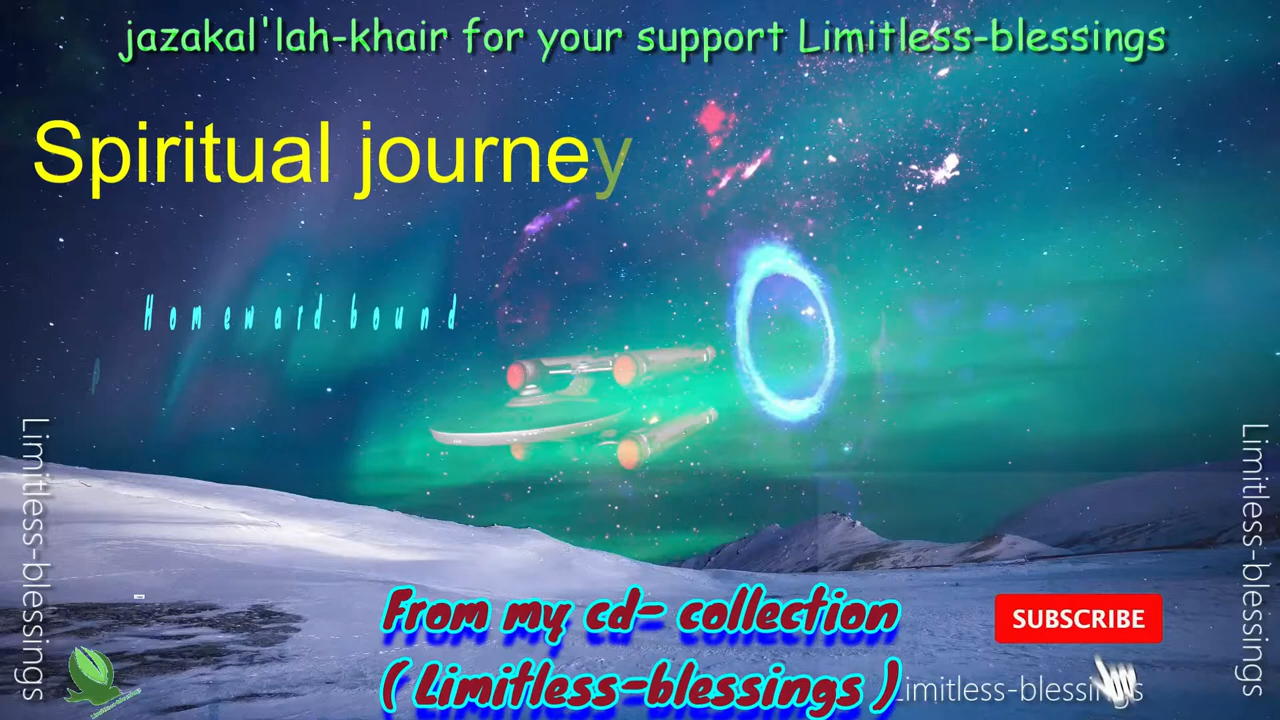 jazakal'lah-khair for your support Limitless-blessings
Spiritual journey
Homeward bound
Limitless-blessings
Limitless-blessings
From my cd- collection
( Limitless-blessings )
SUBSCRIBE
Limitless-blessings